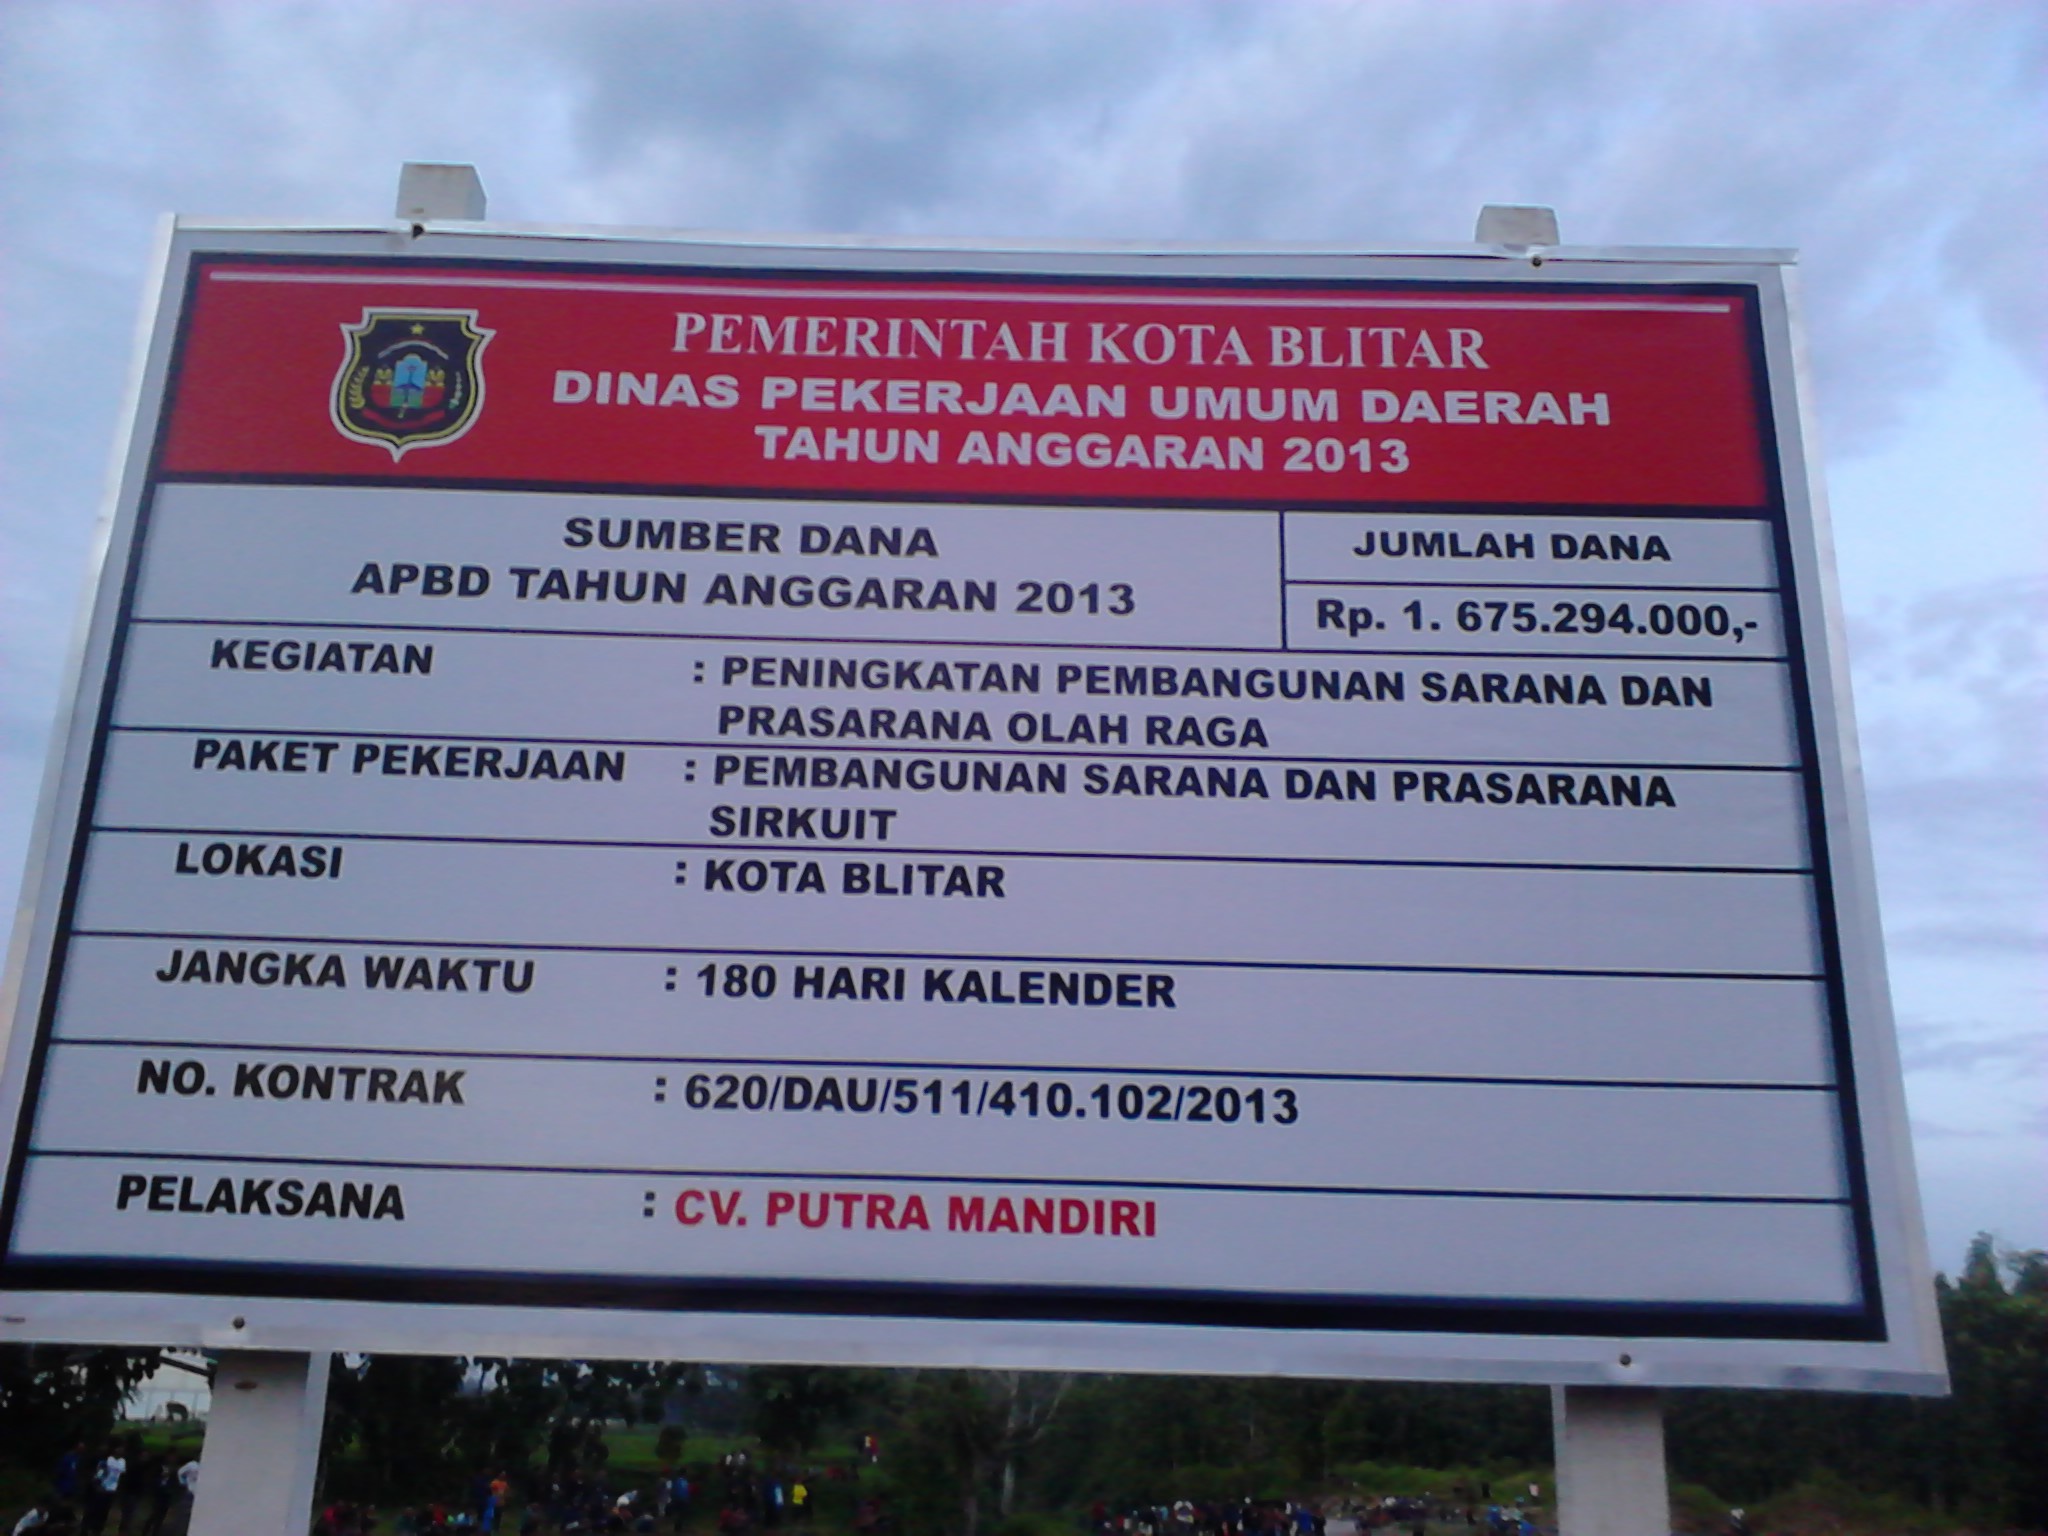 PEMERINTAH KOTA BLITAR
DINAS PEKERJAAN UMUM DAERAH
TAHUN ANGGARAN 2013
SUMBER DANA
APBD TAHUN ANGGARAN 2013
JUMLAH DANA
Rp. 1. 675.294.000,-
KEGIATAN : PENINGKATAN PEMBANGUNAN SARANA DAN
PRASARANA OLAH RAGA
PAKET PEKERJAAN : PEMBANGUNAN SARANA DAN PRASARANA
SIRKUIT
LOKASI : KOTA BLITAR
JANGKA WAKTU : 180 HARI KALENDER
NO. KONTRAK : 620/DAU/511/410.102/2013
PELAKSANA : CV. PUTRA MANDIRI